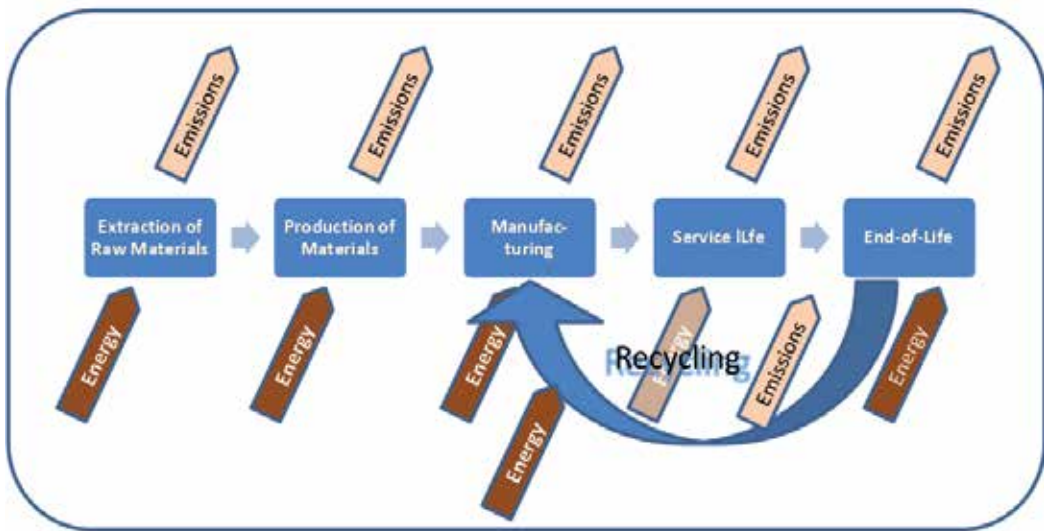 Emissions
Emissions
Emissions
Emissions
Emissions
Extraction of
Raw Materials
Production of
Materials
Manufac-
turing
Service lLfe
End-of-Life
Energy
Energy
Energy
Energy
Recycling
Emissions
Energy
Energy